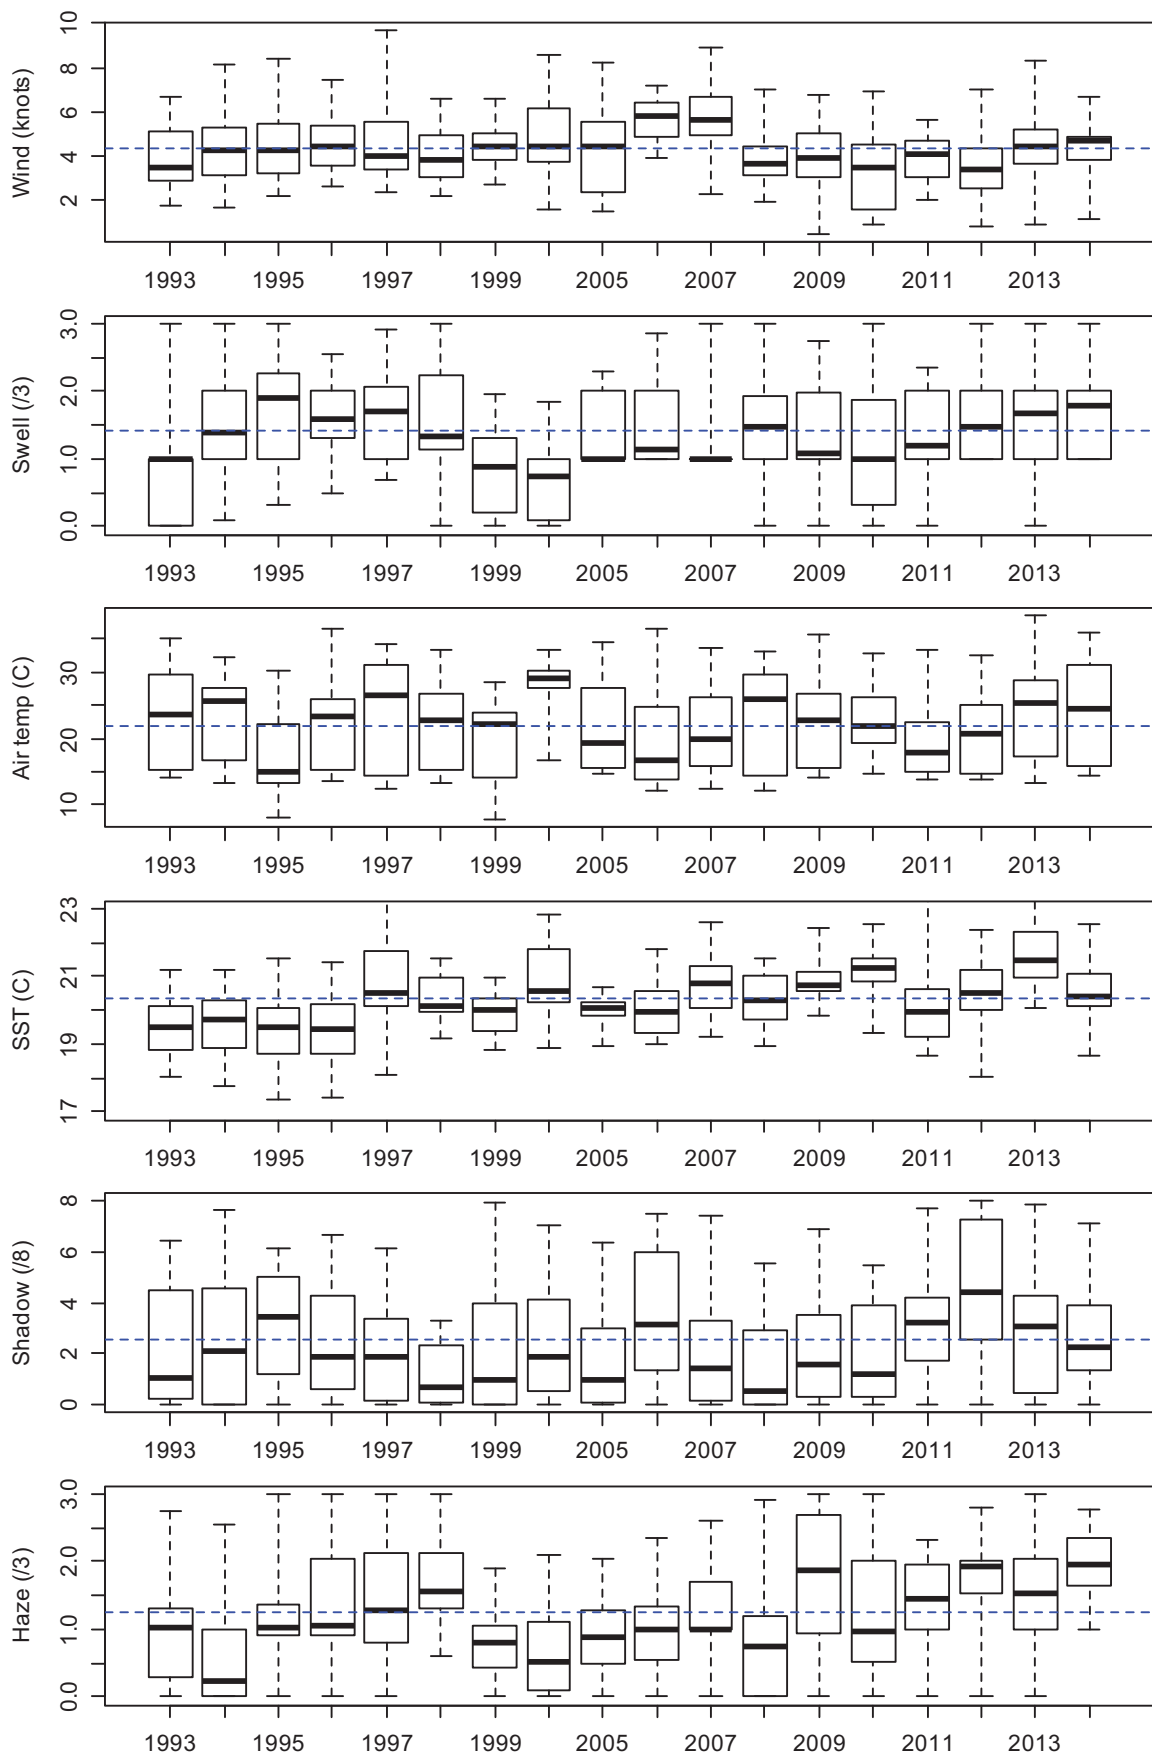 Wind (knots)
10
8
6
4
2
1993 1995 1997 1999 2005 2007 2009 2011 2013
Swell (/3)
3.0
2.0
1.0
0.0
1993 1995 1997 1999 2005 2007 2009 2011 2013
Air temp (C)
30
20
10
1993 1995 1997 1999 2005 2007 2009 2011 2013
SST (C)
23
21
19
17
1993 1995 1997 1999 2005 2007 2009 2011 2013
Shadow (/8)
8
6
4
2
0
1993 1995 1997 1999 2005 2007 2009 2011 2013
Haze (/3)
3.0
2.0
1.0
0.0
1993 1995 1997 1999 2005 2007 2009 2011 2013